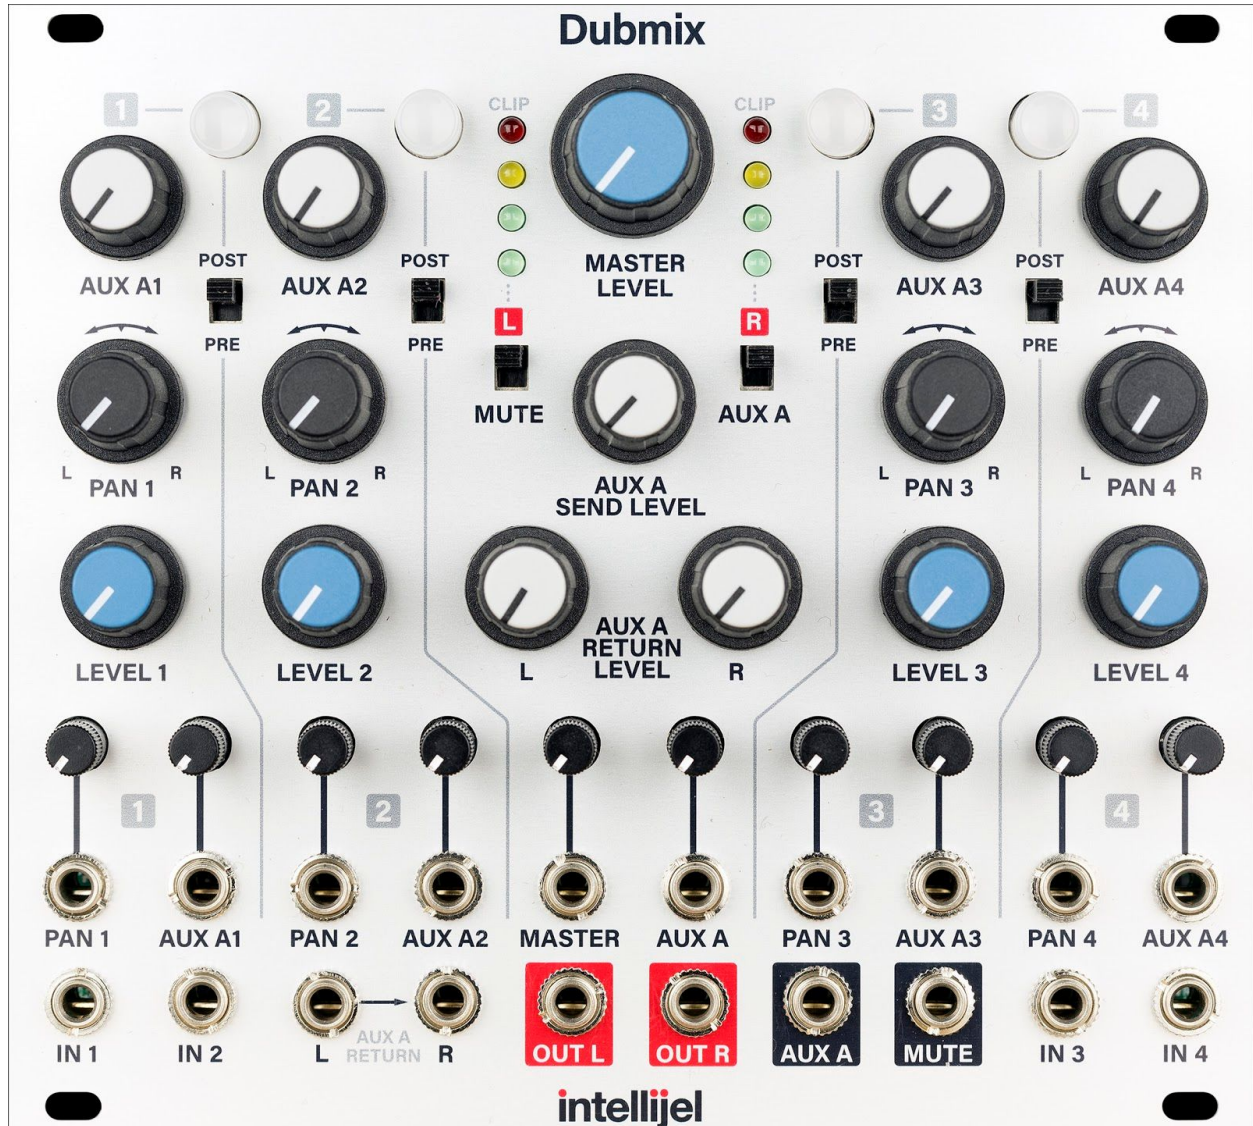 Dubmix
1
2
CLIP
CLIP
3
4
POST
POST
POST
POST
MASTER
LEVEL
AUX A1
AUX A2
AUX A3
AUX A4
L
R
PRE
PRE
PRE
PRE
MUTE
AUX A
L
R
L
R
L
R
L
R
PAN 1
PAN 2
PAN 3
PAN 4
AUX A
SEND LEVEL
AUX A
RETURN
LEVEL
L
R
LEVEL 1
LEVEL 2
LEVEL 3
LEVEL 4
1
2
3
4
PAN 1
AUX A1
PAN 2
AUX A2
MASTER
AUX A
PAN 3
AUX A3
PAN 4
AUX A4
IN 1
IN 2
L
AUX A
RETURN
R
OUT L
OUT R
AUX A
MUTE
IN 3
IN 4
intellijel